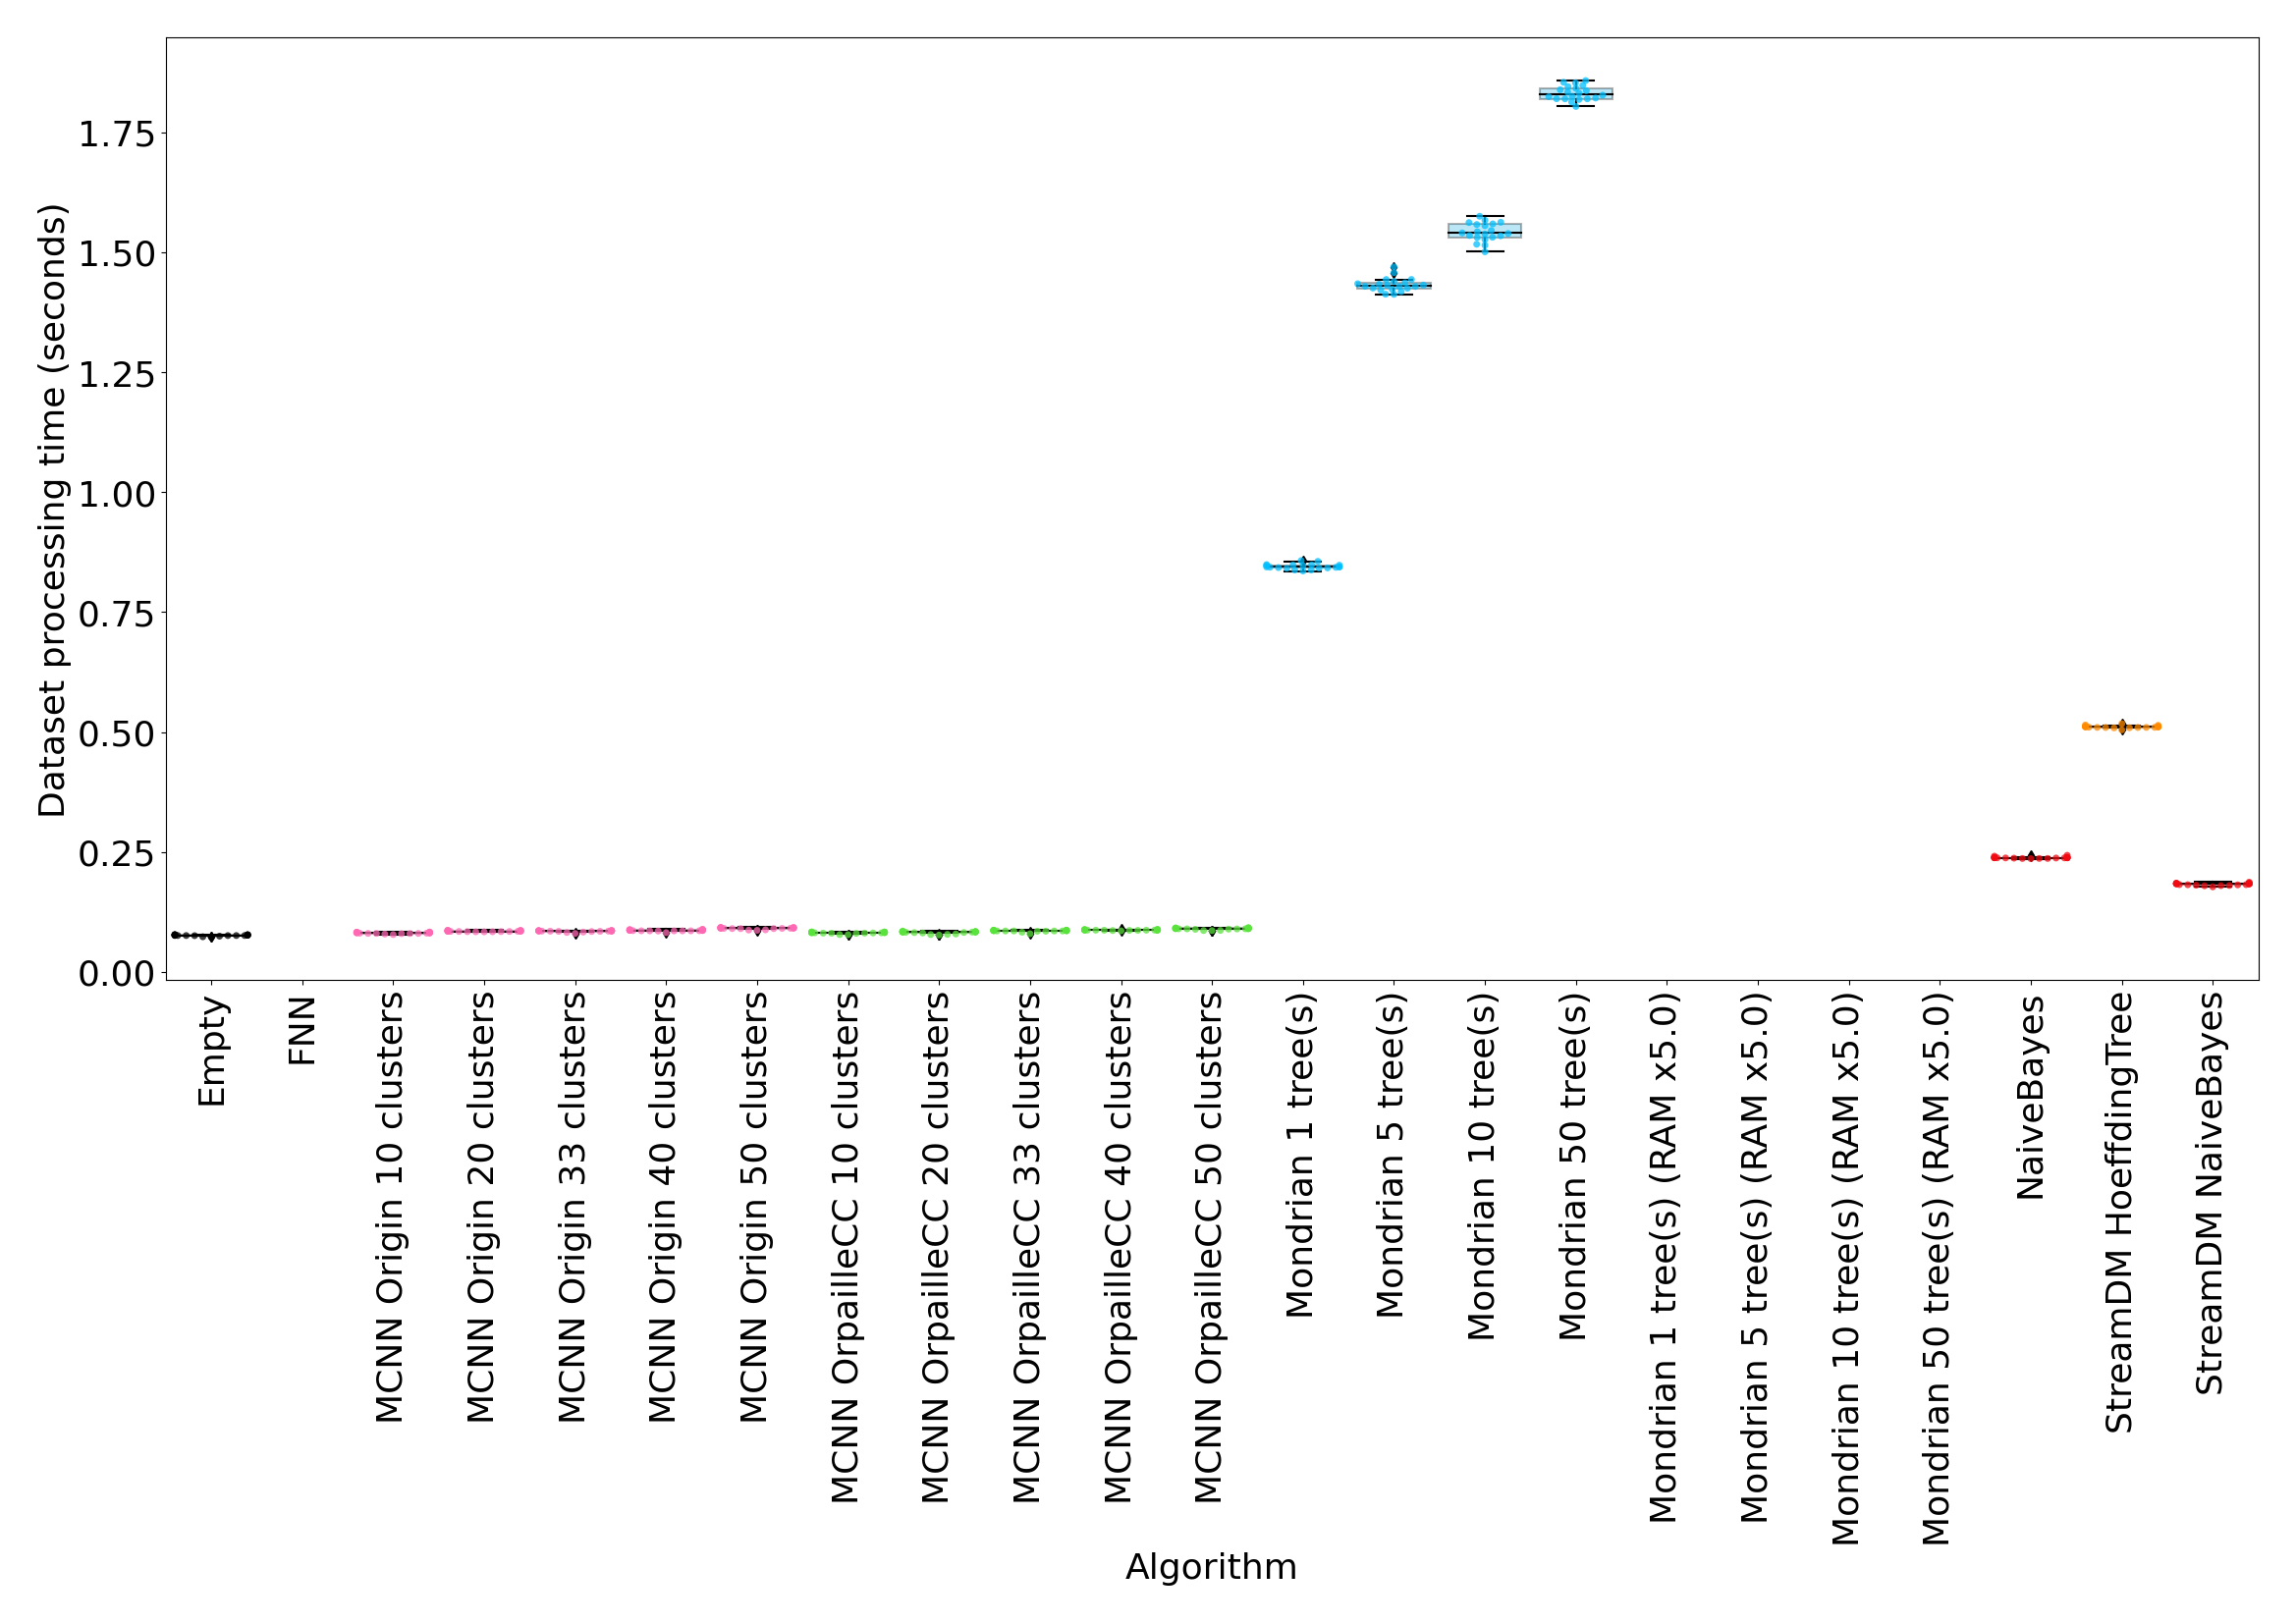 Dataset processing time (seconds)
1.75
1.50
1.25
1.00
0.75
0.50
0.25
0.00
Empty
FNN
MCNN Origin 10 clusters
MCNN Origin 20 clusters
MCNN Origin 33 clusters
MCNN Origin 40 clusters
MCNN Origin 50 clusters
MCNN OrpailleCC 10 clusters
MCNN OrpailleCC 20 clusters
MCNN OrpailleCC 33 clusters
MCNN OrpailleCC 40 clusters
MCNN OrpailleCC 50 clusters
Mondrian 1 tree(s)
Mondrian 5 tree(s)
Mondrian 10 tree(s)
Mondrian 50 tree(s)
Mondrian 1 tree(s) (RAM x5.0)
Mondrian 5 tree(s) (RAM x5.0)
Mondrian 10 tree(s) (RAM x5.0)
Mondrian 50 tree(s) (RAM x5.0)
NaiveBayes
StreamDM HoeffdingTree
StreamDM NaiveBayes
Algorithm